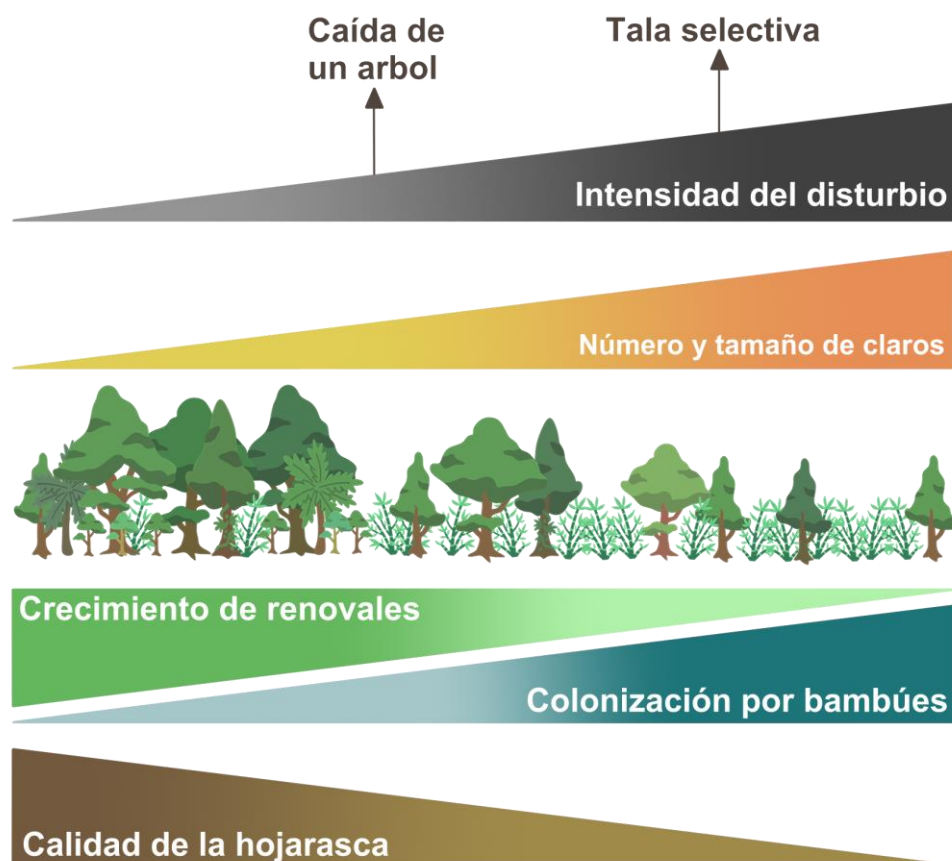 Caída de
un arbol
Tala selectiva
Intensidad del disturbio
Número y tamaño de claros
Crecimiento de renovales
Colonización por bambúes
Calidad de la hojarasca